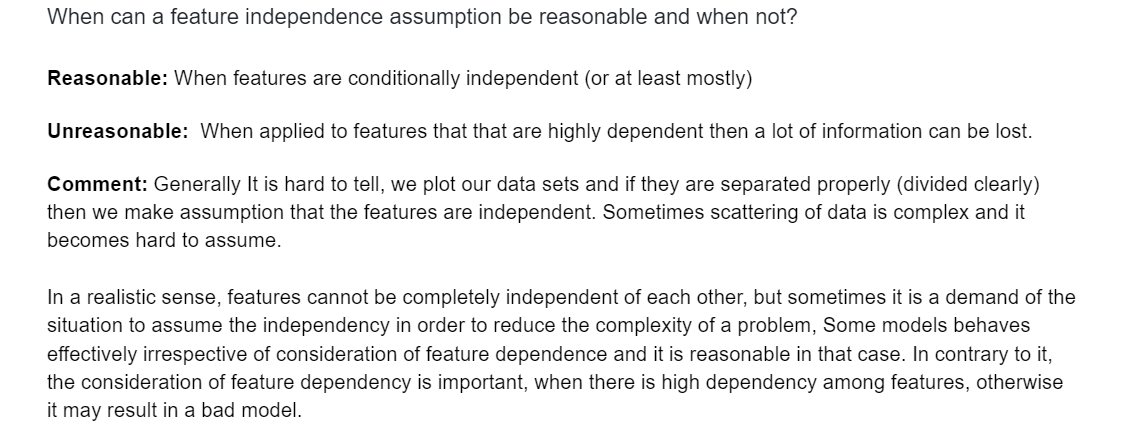 When can a feature independence assumption be reasonable and when not?
Reasonable: When features are conditionally independent (or at least mostly)
Unreasonable: When applied to features that that are highly dependent then a lot of information can be lost.
Comment: Generally It is hard to tell, we plot our data sets and if they are separated properly (divided clearly)
then we make assumption that the features are independent. Sometimes scattering of data is complex and it
becomes hard to assume.
In a realistic sense, features cannot be completely independent of each other, but sometimes it is a demand of the
situation to assume the independency in order to reduce the complexity of a problem, Some models behaves
effectively irrespective of consideration of feature dependence and it is reasonable in that case. In contrary to it,
the consideration of feature dependency is important, when there is high dependency among features, otherwise
it may result in a bad model.